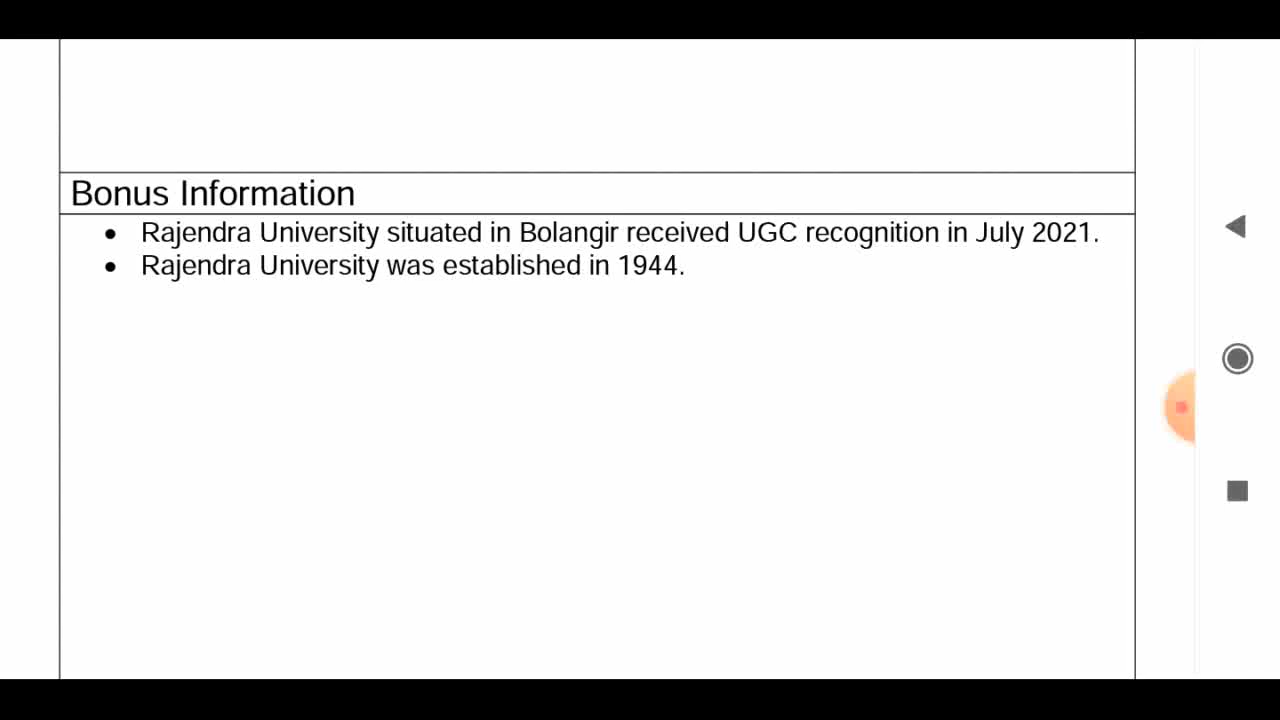 Bonus Information
• Rajendra University situated in Bolangir received UGC recognition in July 2021.
• Rajendra University was established in 1944.